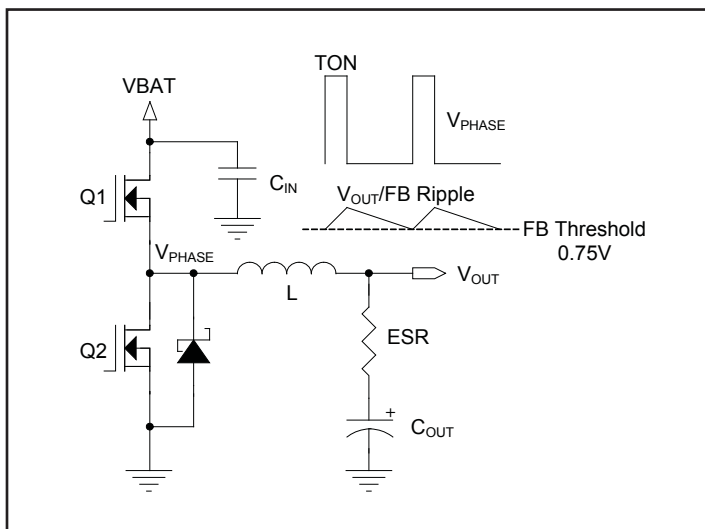 TON
VBAT
VPHASE
CIN
Q1
VOUT/FB Ripple
FB Threshold
0.75V
VPHASE
VOUT
L
ESR
Q2
+
COUT